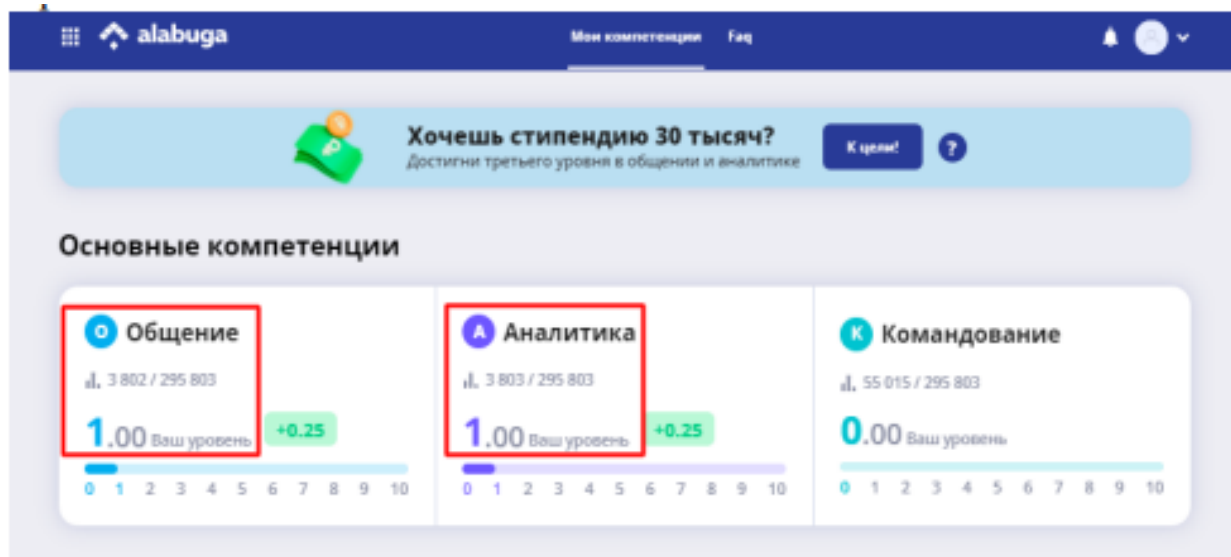 alabuga
Мои компетенции Faq
Хочешь стипендию 30 тысяч?
Достигни третьего уровня в общении и аналитике
К цели!
?
Основные компетенции
О Общение
3 802 / 295 803
1.00 Ваш уровень +0.25
0 1 2 3 4 5 6 7 8 9 10
А Аналитика
3 803 / 295 803
1.00 Ваш уровень +0.25
0 1 2 3 4 5 6 7 8 9 10
К Командование
55 015 / 295 803
0.00 Ваш уровень
0 1 2 3 4 5 6 7 8 9 10